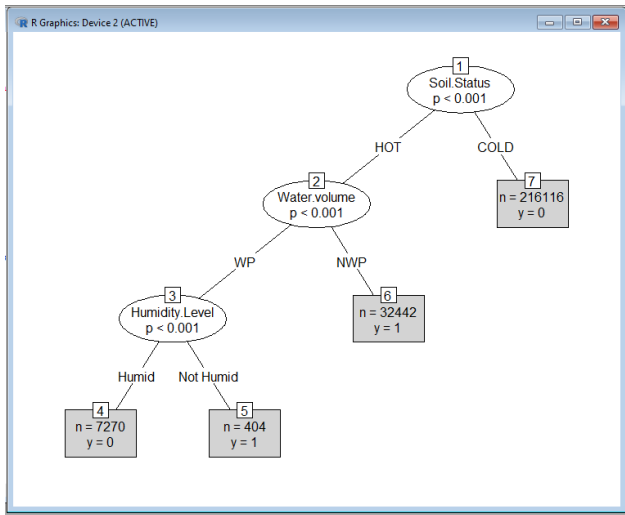 R Graphics: Device 2 (ACTIVE)
1
Soil.Status
p < 0.001
HOT
COLD
2
Water.volume
p < 0.001
7
n = 216116
y = 0
WP
NWP
3
Humidity.Level
p < 0.001
6
n = 32442
y = 1
Humid
Not Humid
4
n = 7270
y = 0
5
n = 404
y = 1